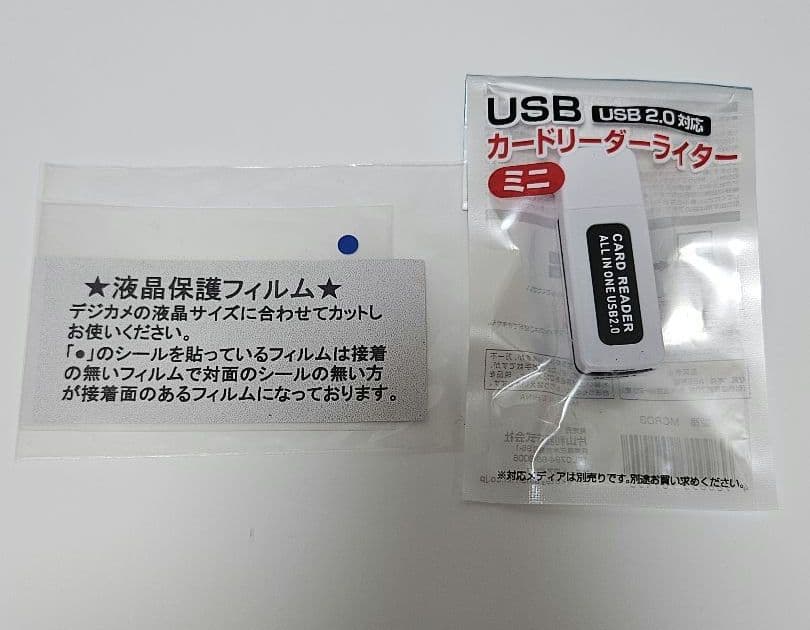 ★液晶保護フィルム★
デジカメの液晶サイズに合わせてカットし
お使いください。
「●」のシールを貼っているフィルムは接着
の無いフィルムで対面のシールの無い方
が接着面のあるフィルムになっております。
USB USB 2.0 対応
カードリーダーライター
ミニ
CARD READER
ALL IN ONE USB2.0
※対応メディアは別売りです。別途お買い求めください。